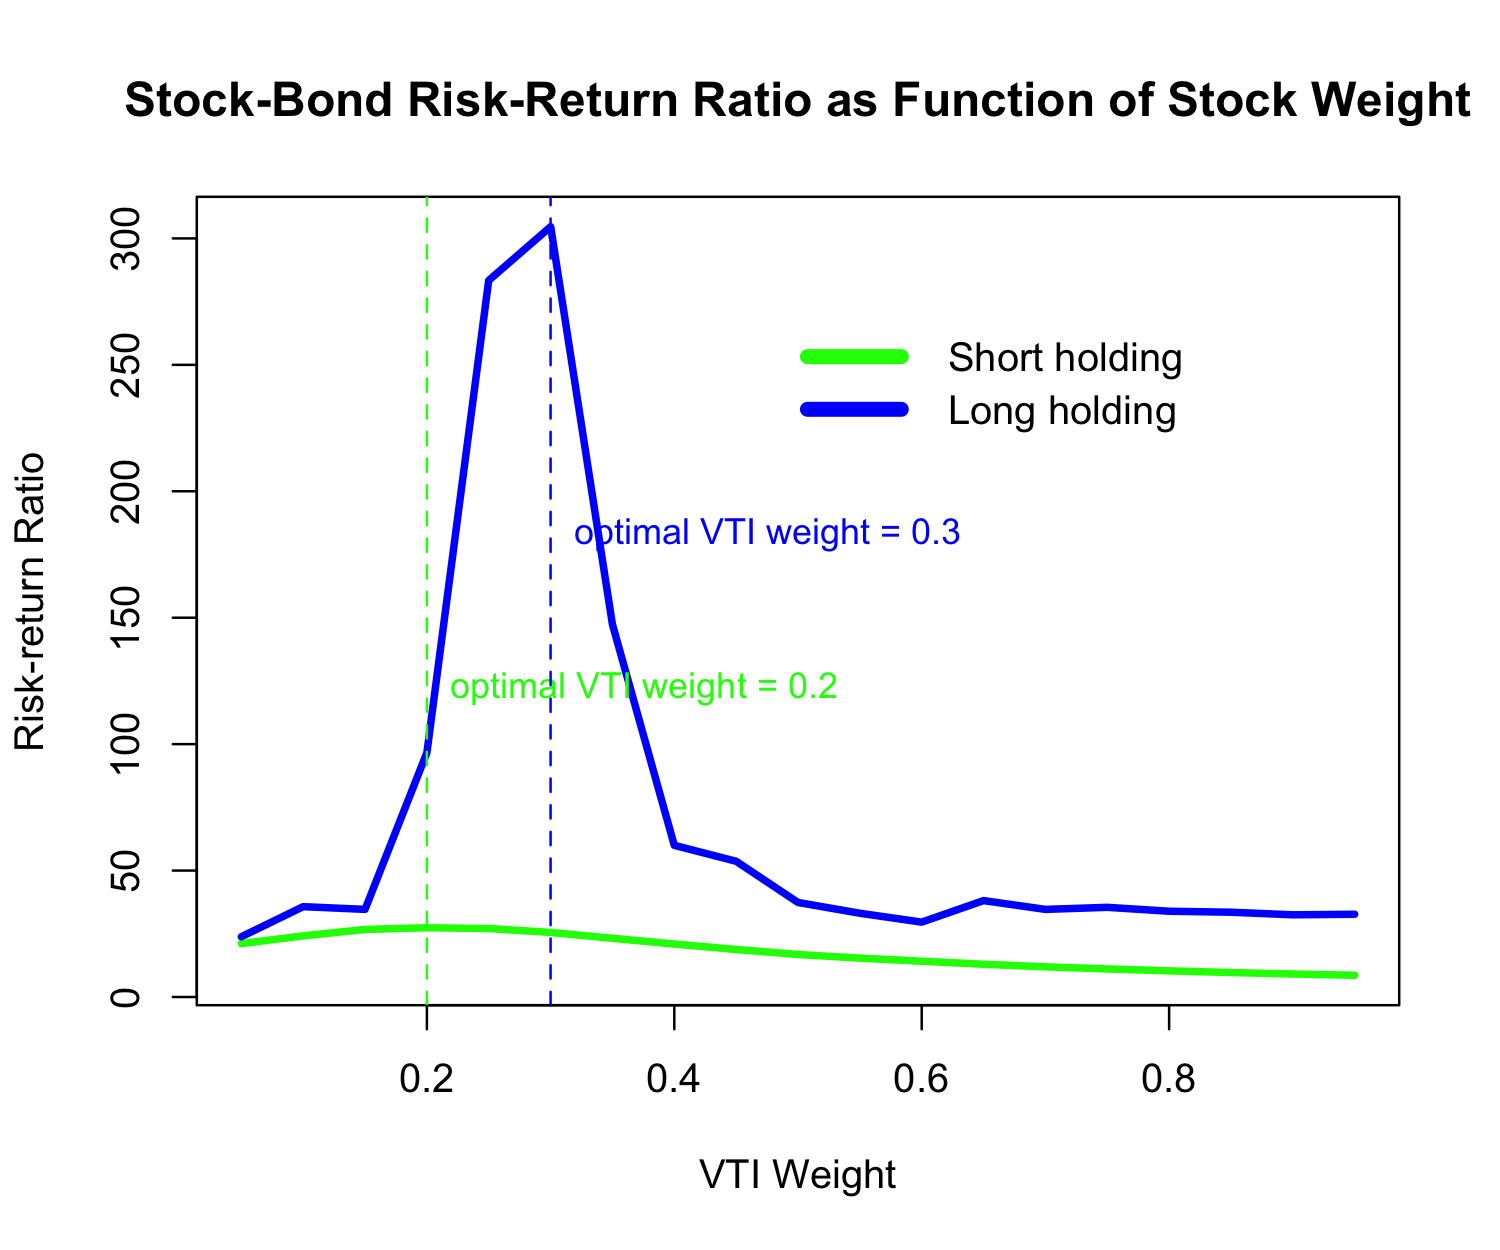 Stock-Bond Risk-Return Ratio as Function of Stock Weight
Risk-return Ratio
300
250
200
150
100
50
0
Short holding
Long holding
optimal VTI weight = 0.3
optimal VTI weight = 0.2
0.2 0.4 0.6 0.8
VTI Weight